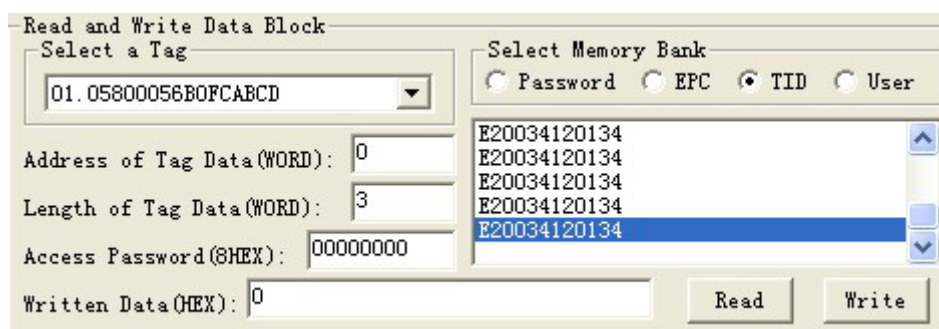 Read and Write Data Block
Select a Tag
01.05800056B0FCABCD
Select Memory Bank
Password EPC TID User
Address of Tag Data(WORD): 0
Length of Tag Data(WORD): 3
Access Password(8HEX): 00000000
E20034120134
E20034120134
E20034120134
E20034120134
E20034120134
Written Data(HEX): 0
Read Write